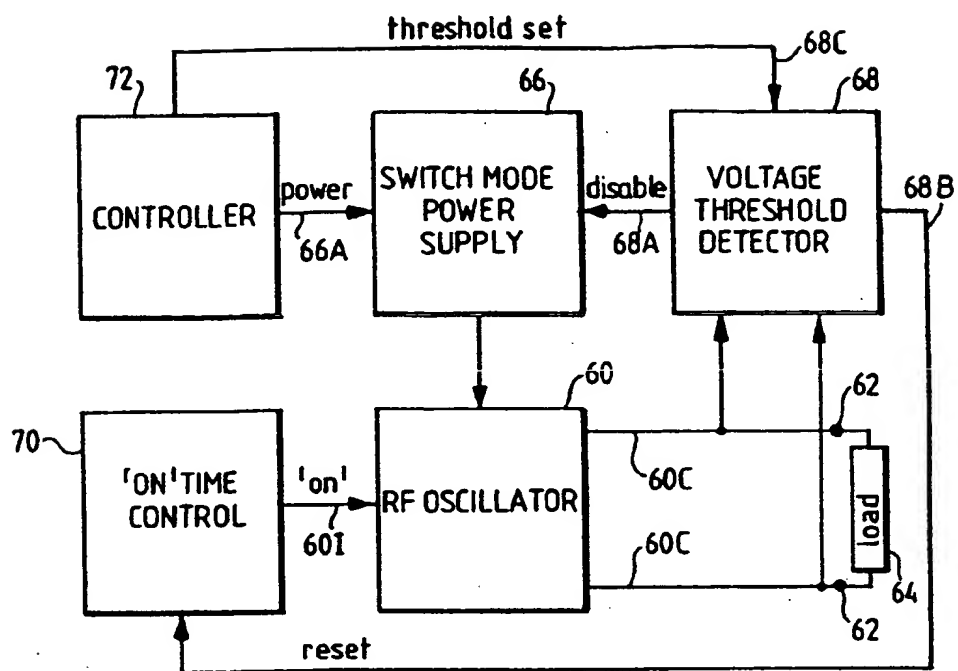 threshold set
68C
72
66
68
CONTROLLER
power
66A
SWITCH MODE
POWER
SUPPLY
disable
68A
VOLTAGE
THRESHOLD
DETECTOR
68B
60
62
70
'ON' TIME
CONTROL
'on'
60I
RF OSCILLATOR
60C
60C
load
64
62
reset